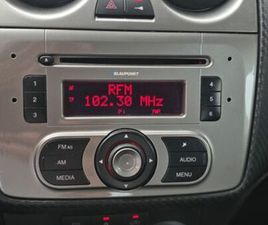 BLAUPUNKT
1
2
3
RFM
102.30 MHz
4
5
6
FM AS
AM
MEDIA
AUDIO
MENU